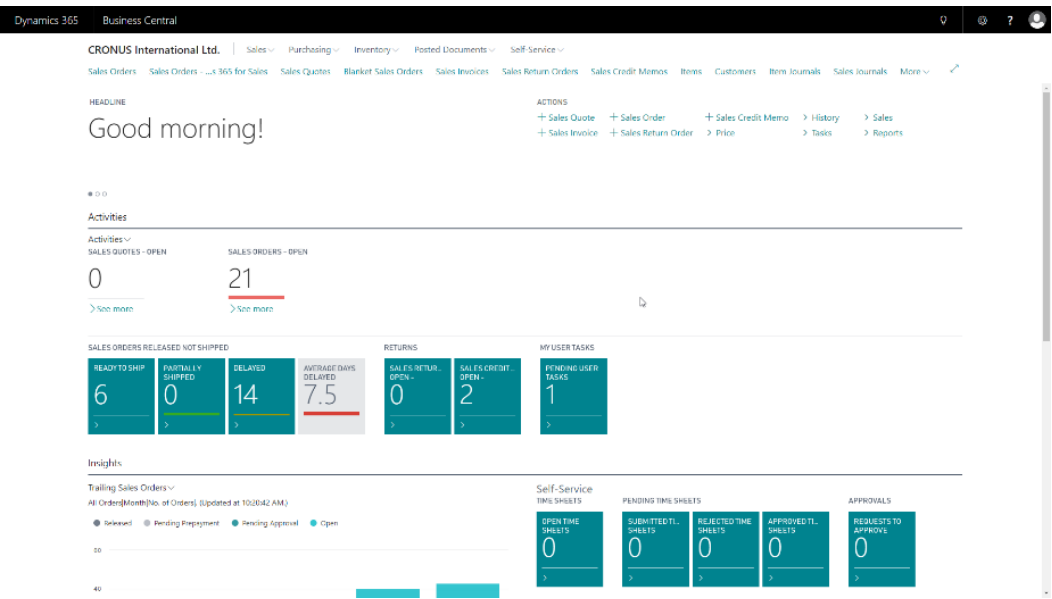 Dynamics 365 Business Central ?
CRONUS International Ltd. Sales Purchasing Inventory Posted Documents Self-Service
Sales Orders Sales Orders - ...s 365 for Sales Sales Quotes Blanket Sales Orders Sales Invoices Sales Return Orders Sales Credit Memos Items Customers Item Journals Sales Journals More
HEADLINE
Good morning!
ACTIONS
+ Sales Quote + Sales Order + Sales Credit Memo > History > Sales
+ Sales Invoice + Sales Return Order > Price > Tasks > Reports
Activities
Activities
SALES QUOTES - OPEN SALES ORDERS - OPEN
0 21
> See more > See more
SALES ORDERS RELEASED NOT SHIPPED RETURNS MY USER TASKS
READY TO SHIP
6
PARTIALLY
SHIPPED
0
DELAYED
14
AVERAGE DAYS
DELAYED
7.5
SALES RETUR...
OPEN -
0
SALES CREDIT...
OPEN -
2
PENDING USER
TASKS
1
Insights
Trailing Sales Orders
All Orders|Month|No. of Orders|. (Updated at 10:20:42 AM.)
Released Pending Prepayment Pending Approval Open
40
Self-Service
TIME SHEETS PENDING TIME SHEETS APPROVALS
OPEN TIME
SHEETS
0
SUBMITTED TI...
SHEETS
0
REJECTED TIME
SHEETS
0
APPROVED TI...
SHEETS
0
REQUESTS TO
APPROVE
0